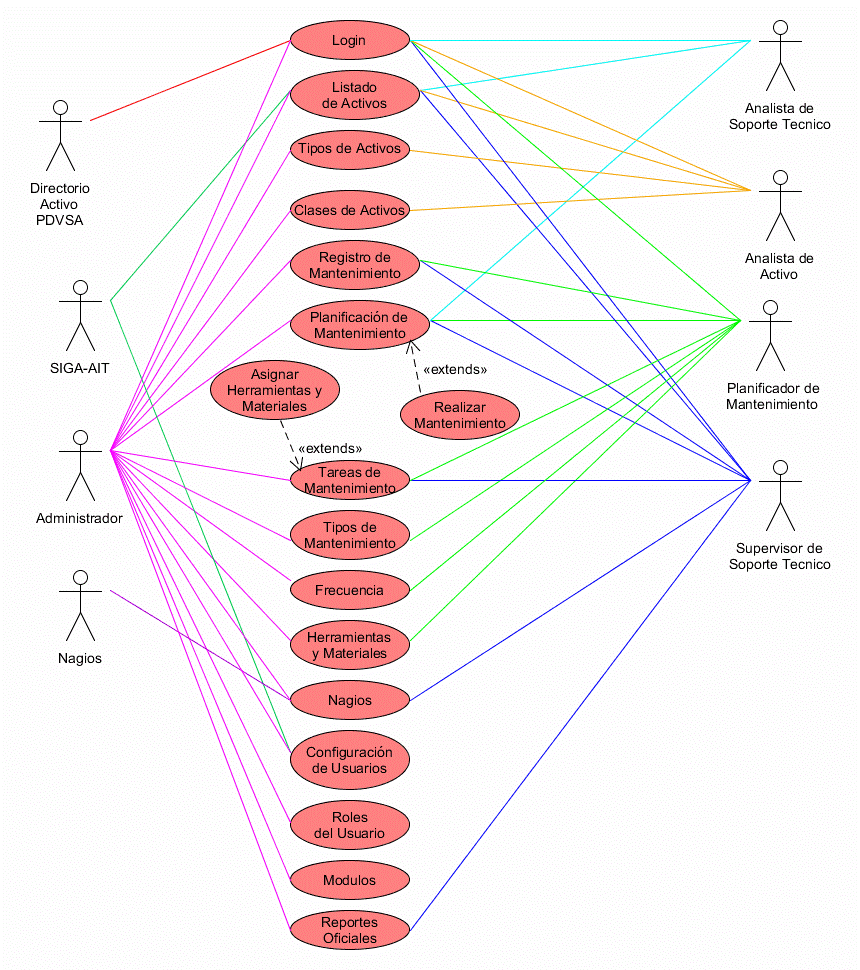 Login
Listado
de Activos
Tipos de Activos
Clases de Activos
Registro de
Mantenimiento
Planificación de
Mantenimiento
Asignar
Herramientas y
Materiales
«extends»
Realizar
Mantenimiento
«extends»
Tareas de
Mantenimiento
Tipos de
Mantenimiento
Frecuencia
Herramientas
y Materiales
Nagios
Configuración
de Usuarios
Roles
del Usuario
Modulos
Reportes
Oficiales
Directorio
Activo
PDVSA
SIGA-AIT
Administrador
Nagios
Analista de
Soporte Tecnico
Analista de
Activo
Planificador de
Mantenimiento
Supervisor de
Soporte Tecnico